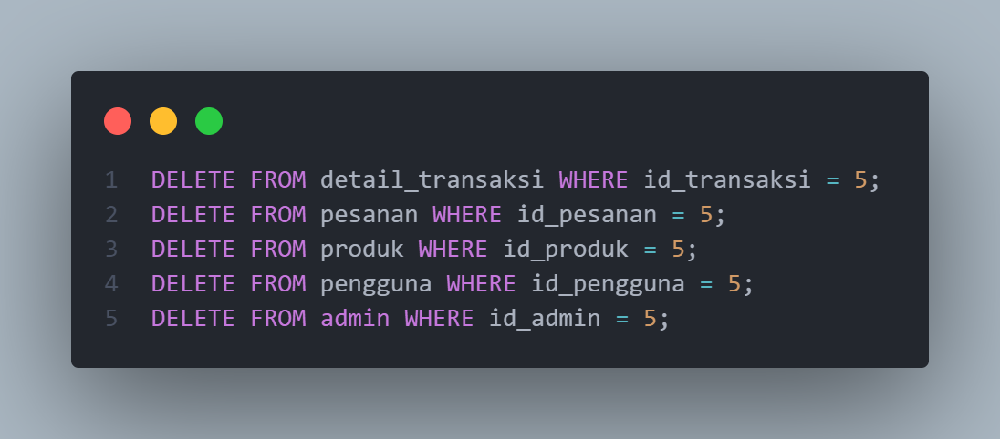 1 DELETE FROM detail_transaksi WHERE id_transaksi = 5;
2 DELETE FROM pesanan WHERE id_pesanan = 5;
3 DELETE FROM produk WHERE id_produk = 5;
4 DELETE FROM pengguna WHERE id_pengguna = 5;
5 DELETE FROM admin WHERE id_admin = 5;